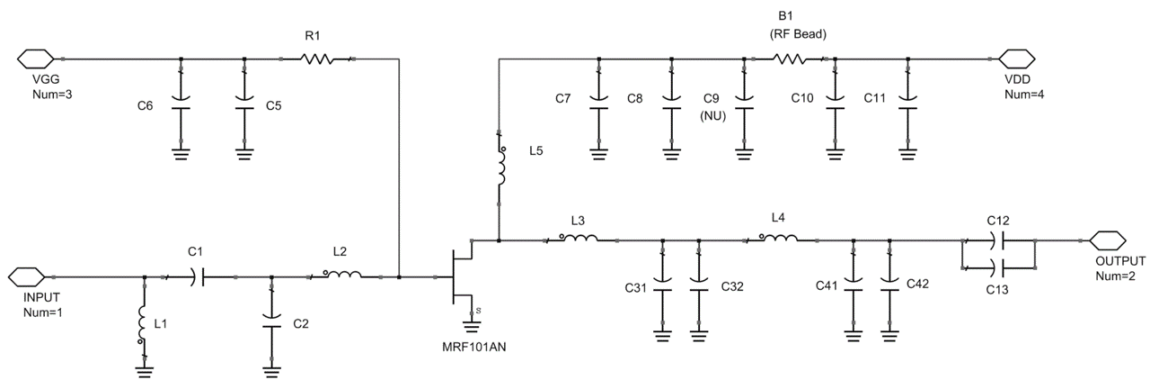 B1
(RF Bead)
R1
VGG
Num=3
C6
C5
C7
C8
C9
(NU)
C10
C11
VDD
Num=4
L5
C1
L2
L3
L4
C12
C13
INPUT
Num=1
L1
C2
S
MRF101AN
C31
C32
C41
C42
OUTPUT
Num=2